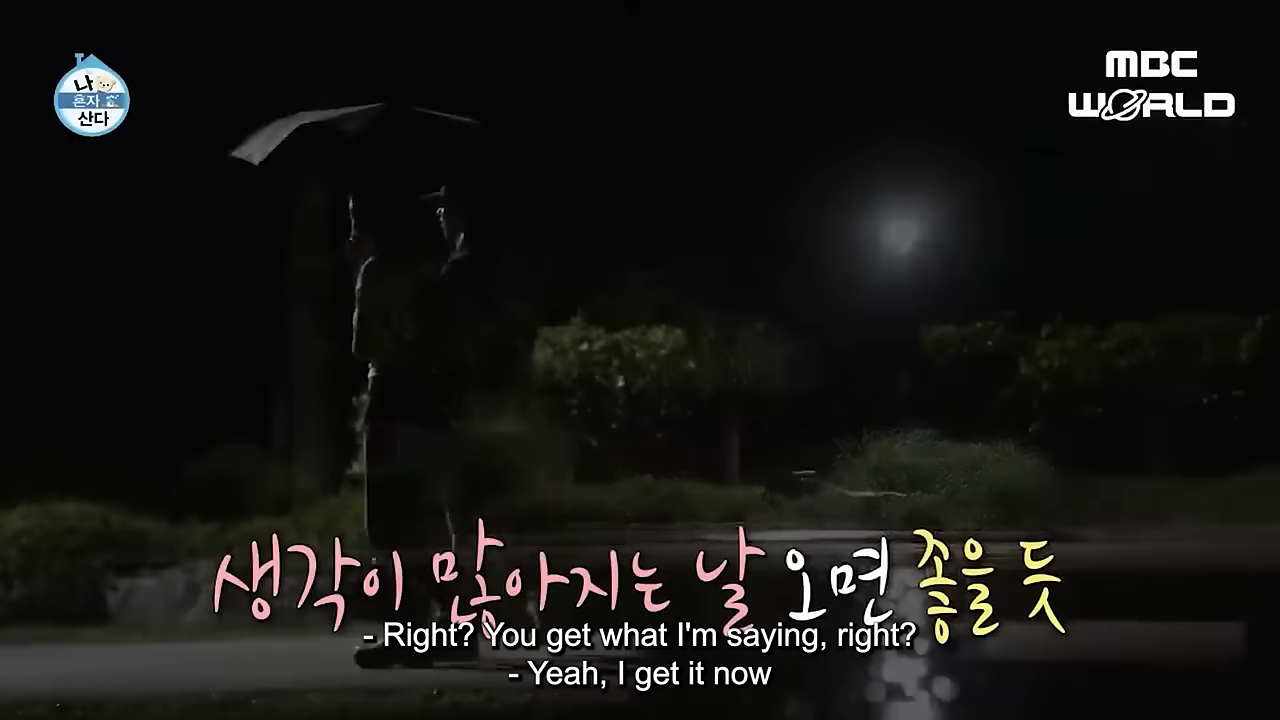 나
혼자
산다
MBC
WORLD
생각이 많아지는 날 오면 좋을 듯
- Right? You get what I'm saying, right?
- Yeah, I get it now